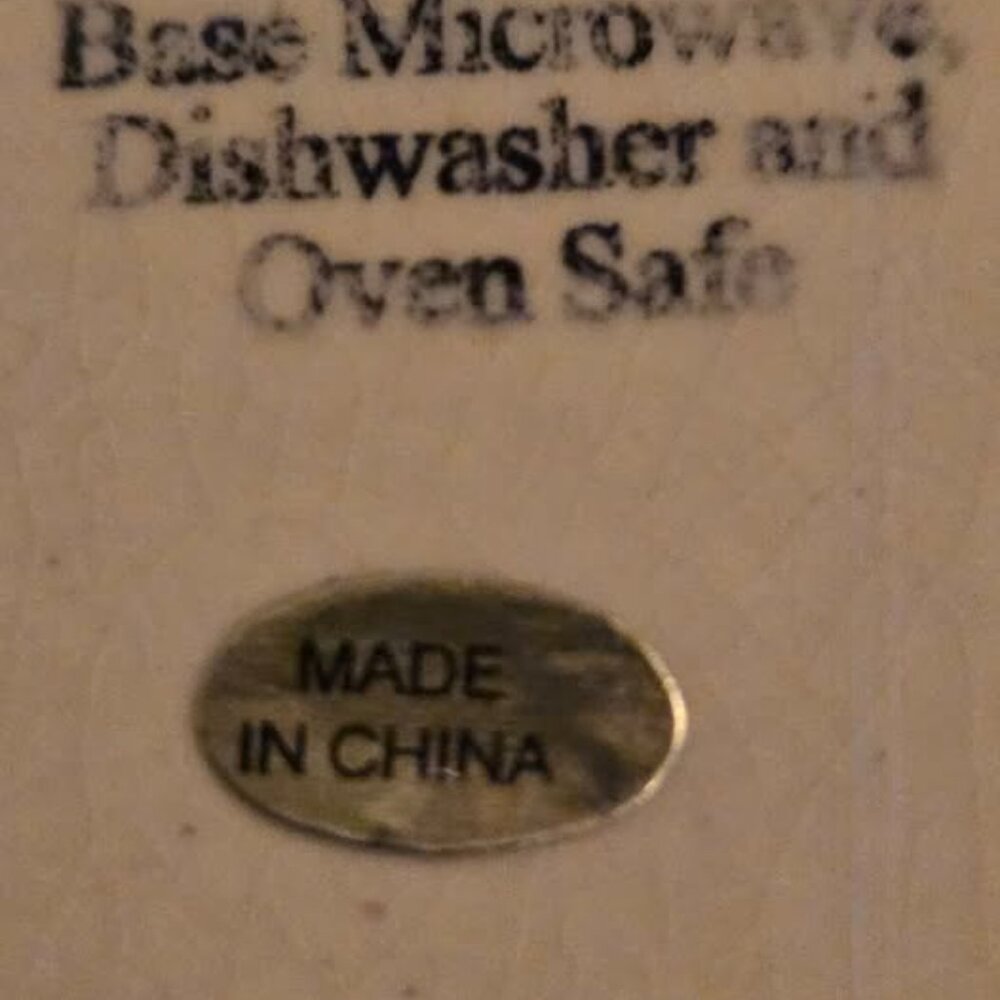 Base Microwave,
Dishwasher and
Oven Safe
MADE
IN CHINA